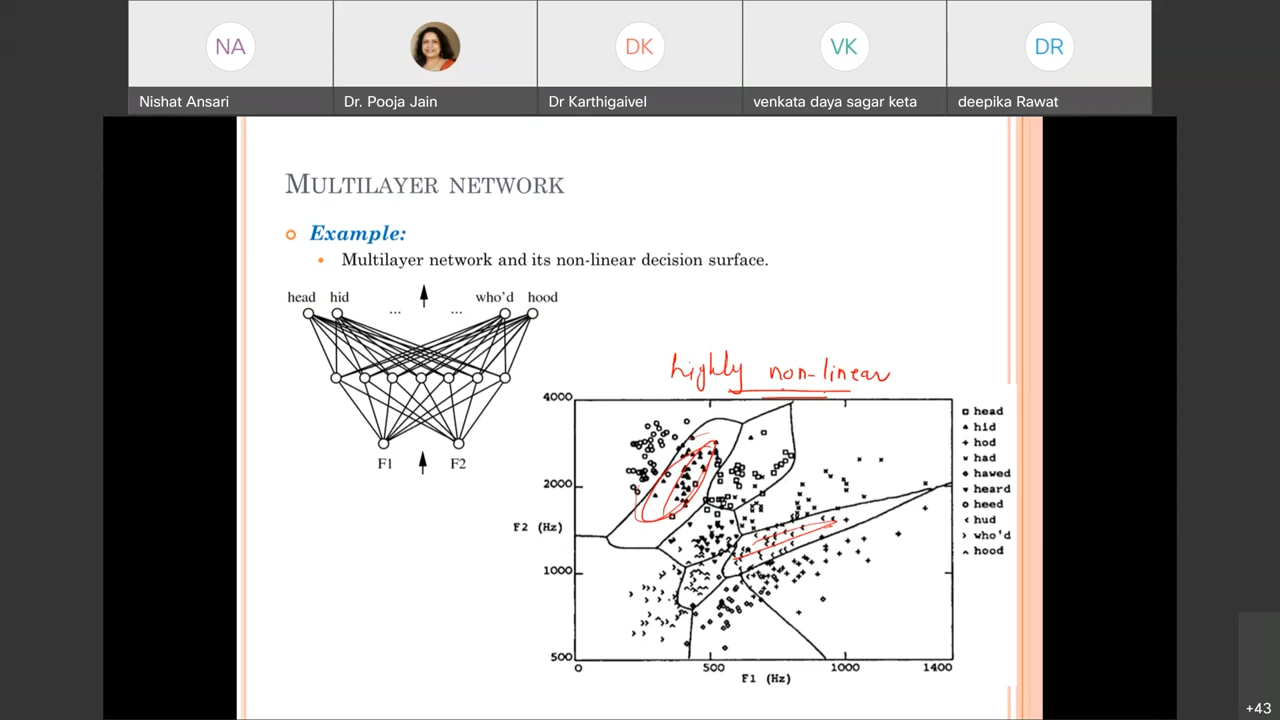 NA
DK
VK
DR
Nishat Ansari
Dr. Pooja Jain
Dr Karthigaivel
venkata daya sagar keta
deepika Rawat
MULTILAYER NETWORK
Example:
Multilayer network and its non-linear decision surface.
head hid ... ... who'd hood
F1 F2
highly non-linear
4000
2000
F2 (Hz)
1000
500
0 500 1000 1400
F1 (Hz)
head
hid
hod
had
hawed
heard
heed
hud
who'd
hood
+43